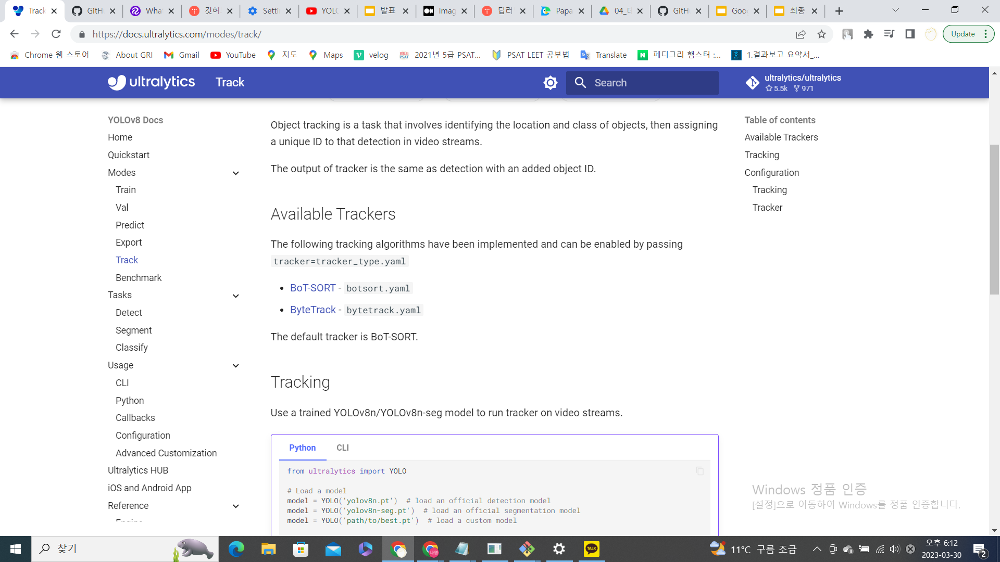 Track
GitHu
What
깃허
Settin
YOLO
발표
Imag
딥러
Papa
04_더
GitHu
Goog
최종
https://docs.ultralytics.com/modes/track/
Update
Chrome 웹 스토어
About GRI
Gmail
YouTube
지도
Maps
velog
2021년 5급 PSAT...
PSAT LEET 공부법
Translate
페디그리 햄스터 :...
1.결과보고 요약서_...
ultralytics
Track
Search
ultralytics/ultralytics
5.5k 971
YOLOv8 Docs
Home
Quickstart
Modes
Train
Val
Predict
Export
Track
Benchmark
Tasks
Detect
Segment
Classify
Usage
CLI
Python
Callbacks
Configuration
Advanced Customization
Ultralytics HUB
iOS and Android App
Reference
Engine
Object tracking is a task that involves identifying the location and class of objects, then assigning
a unique ID to that detection in video streams.
The output of tracker is the same as detection with an added object ID.
Available Trackers
The following tracking algorithms have been implemented and can be enabled by passing
tracker=tracker_type.yaml
• BoT-SORT - botsort.yaml
• ByteTrack - bytetrack.yaml
The default tracker is BoT-SORT.
Tracking
Use a trained YOLOv8n/YOLOv8n-seg model to run tracker on video streams.
Python CLI
from ultralytics import YOLO
# Load a model
model = YOLO('yolov8n.pt')  # load an official detection model
model = YOLO('yolov8n-seg.pt')  # load an official segmentation model
model = YOLO('path/to/best.pt')  # load a custom model
Table of contents
Available Trackers
Tracking
Configuration
Tracking
Tracker
Windows 정품 인증
[설정]으로 이동하여 Windows를 정품 인증합니다.
찾기
TALK
11°C 구름 조금
오후 6:12
2023-03-30
2